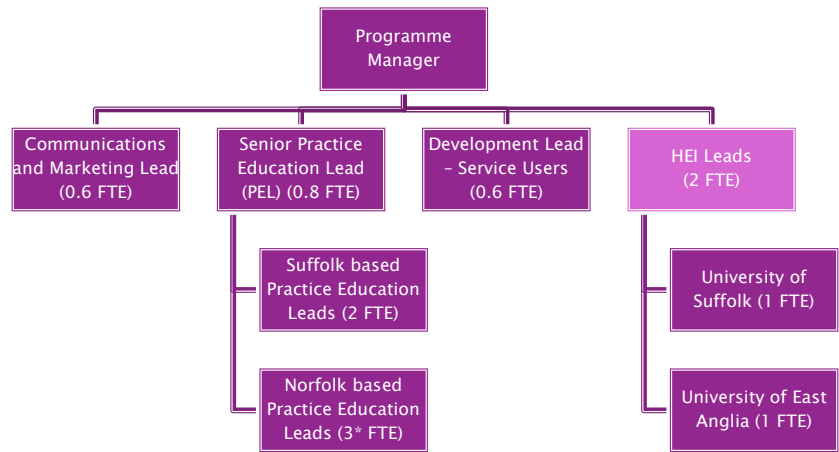 Programme
Manager
Communications
and Marketing Lead
(0.6 FTE)
Senior Practice
Education Lead
(PEL) (0.8 FTE)
Development Lead
– Service Users
(0.6 FTE)
HEI Leads
(2 FTE)
Suffolk based
Practice Education
Leads (2 FTE)
Norfolk based
Practice Education
Leads (3* FTE)
University of
Suffolk (1 FTE)
University of East
Anglia (1 FTE)